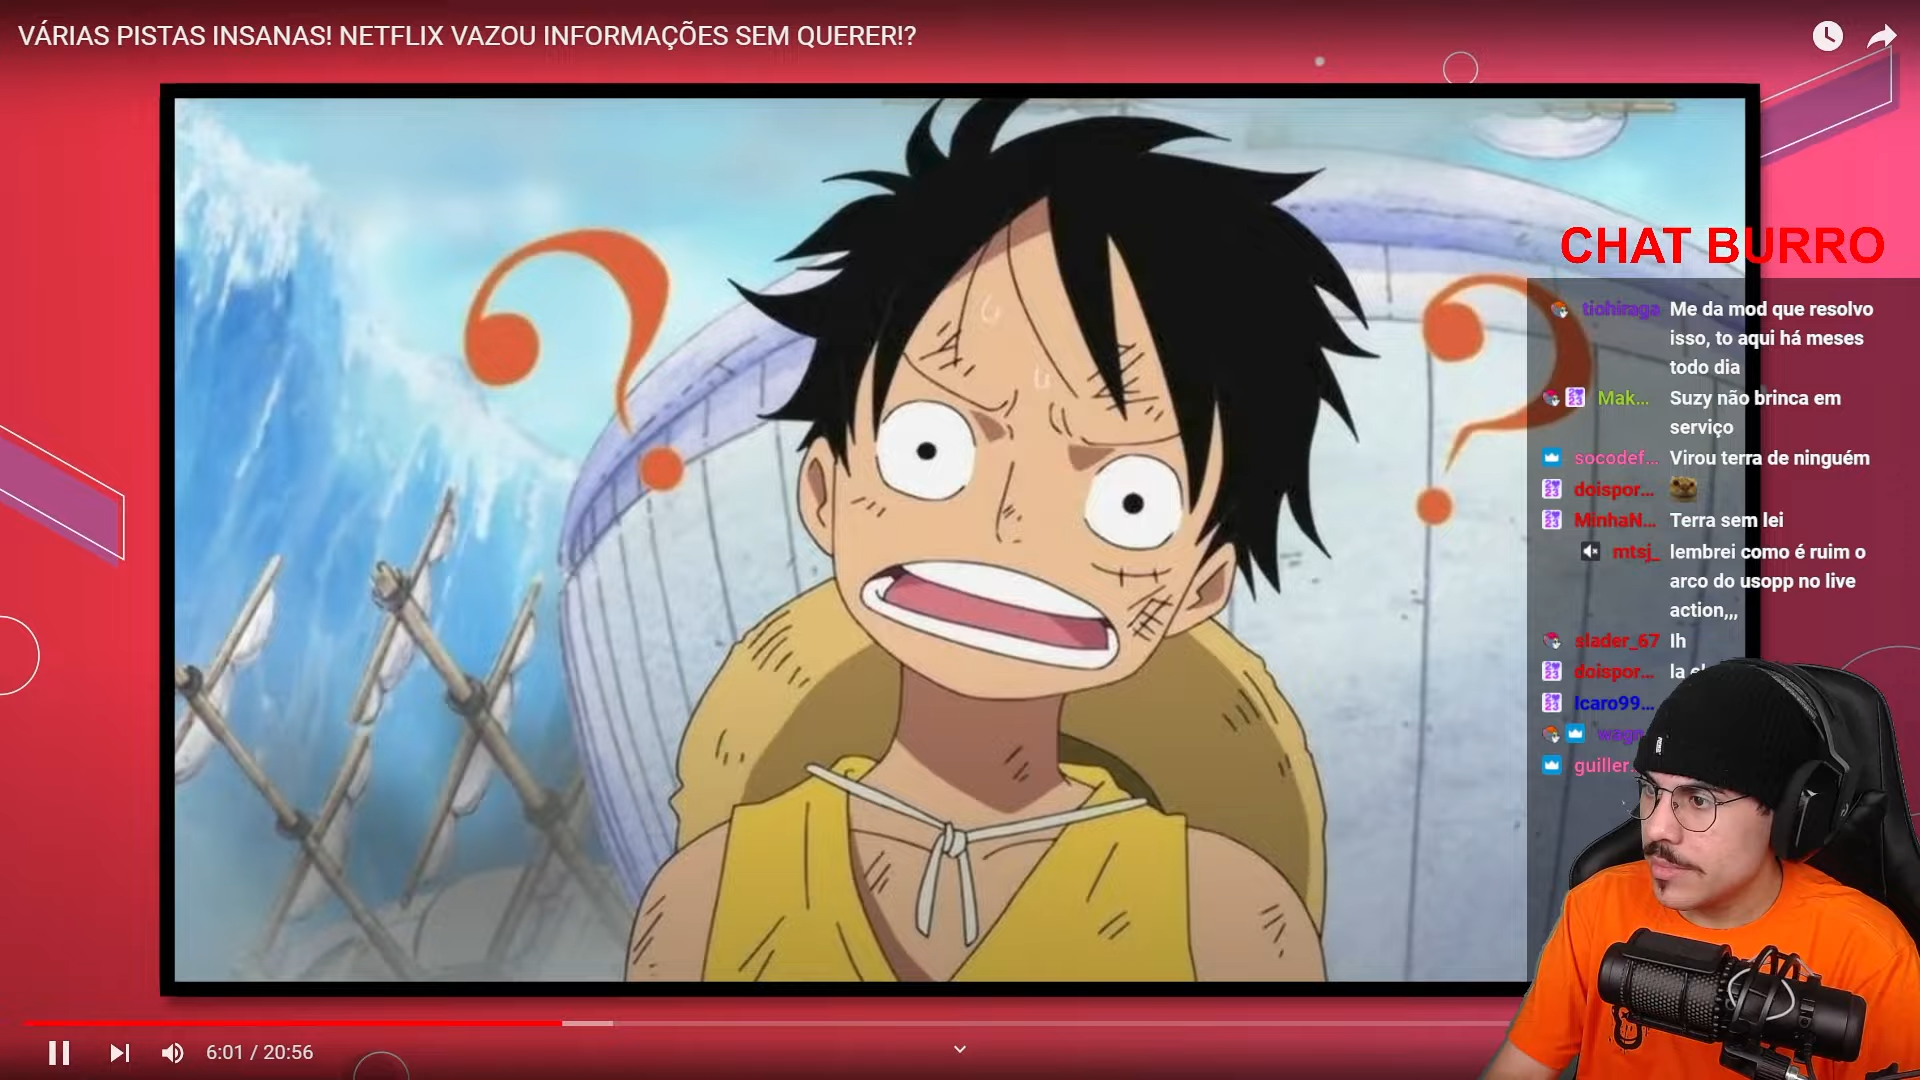 VÁRIAS PISTAS INSANAS! NETFLIX VAZOU INFORMAÇÕES SEM QUERER!?
CHAT BURRO
tiohiraga Me da mod que resolvo
isso, to aqui há meses
todo dia
Mak... Suzy não brinca em
serviço
socodef... Virou terra de ninguém
doispor...
MinhaN... Terra sem lei
mtsj_ lembrei como é ruim o
arco do usopp no live
action,,,
slader_67 Ih
doispor... la
Icaro99...
guiller
6:01 / 20:56